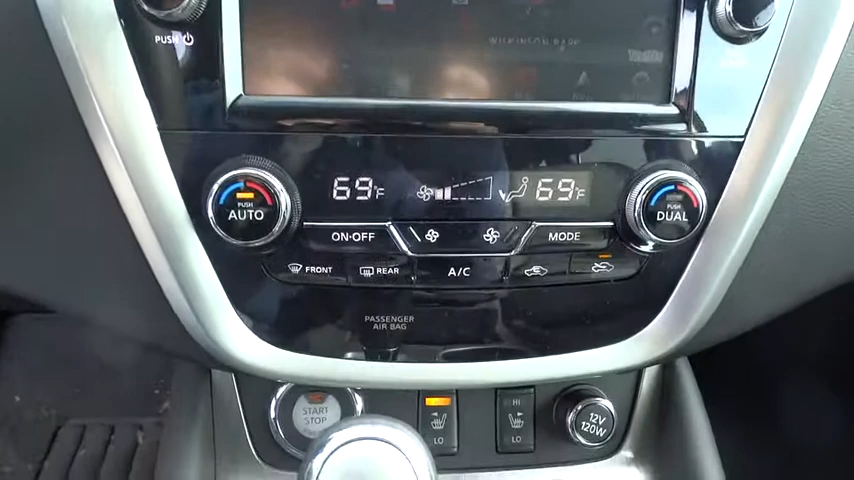 PUSH
69°F
69°F
PUSH
AUTO
PUSH
DUAL
ON·OFF
MODE
FRONT
REAR
A/C
PASSENGER
AIR BAG
START
STOP
LO
HI
LO
12V
120W